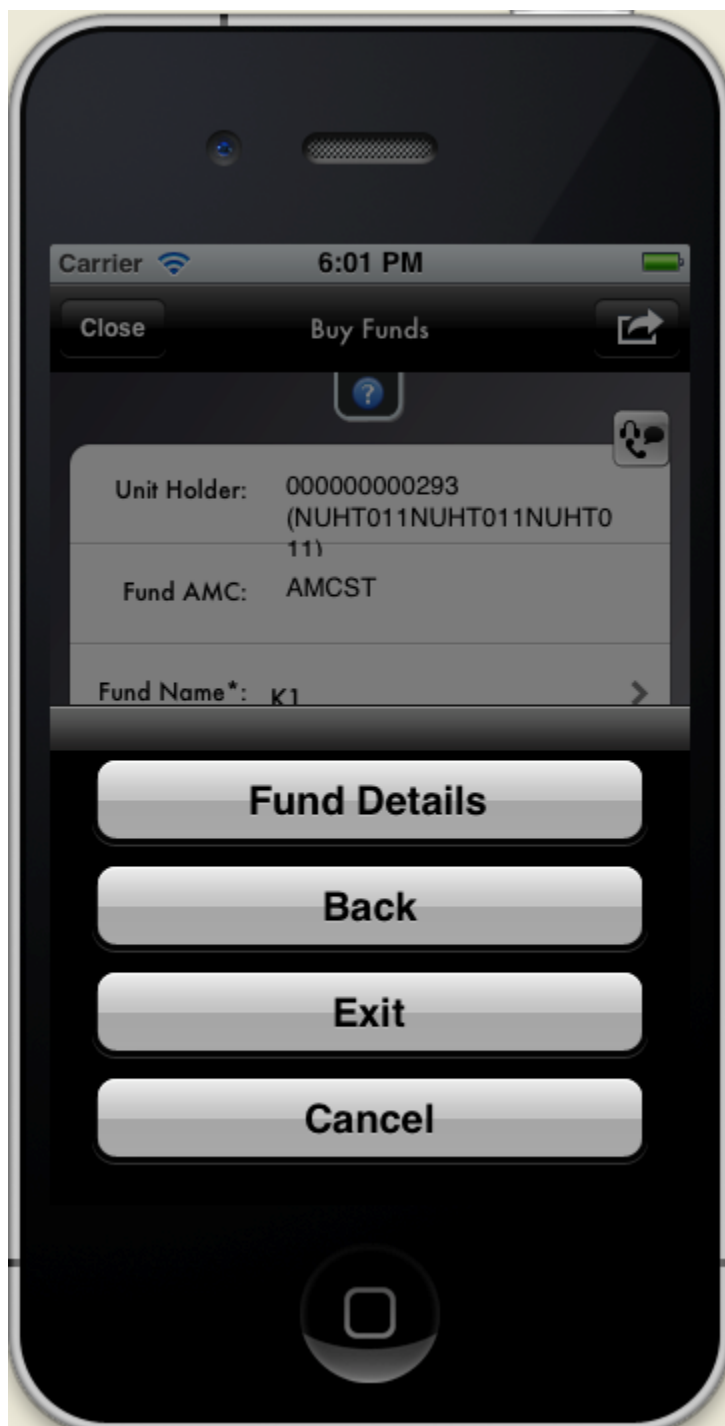 Carrier 6:01 PM
Close Buy Funds
?
Unit Holder: 000000000293
(NUHT011NUHT011NUHT0
11)
Fund AMC: AMCST
Fund Name*: K1
Fund Details
Back
Exit
Cancel